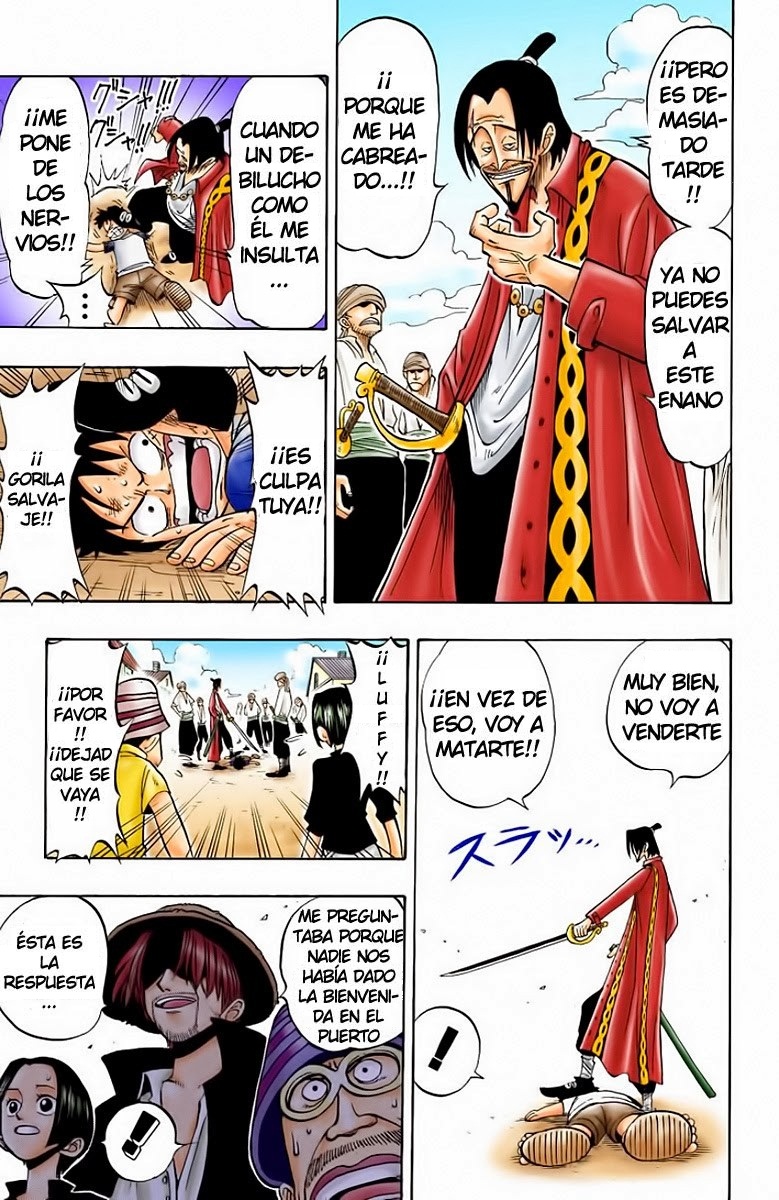 ¡¡PERO
ES DE-
MASIA-
DO
TARDE
!!
YA NO
PUEDES
SALVAR
A
ESTE
ENANO
¡¡
PORQUE
ME HA
CABREA-
DO...!!
CUANDO
UN DE-
BILUCHO
COMO
ÉL ME
INSULTA
...
グシャ!!!
グシャ!!
¡¡ME
PONE
DE
LOS
NER-
VIOS!!
...
¡¡ES
CULPA
TUYA!!
¡¡
GORILA
SALVA-
JE!!
MUY BIEN,
NO VOY A
VENDERTE
¡¡EN VEZ DE
ESO, VOY A
MATARTE!!
スラッ...
!
¡¡LUFFY!!
¡¡POR
FAVOR
!!
¡¡DEJAD
QUE SE
VAYA
!!
ME PREGUN-
TABA PORQUE
NADIE NOS
HABÍA DADO
LA BIENVENI-
DA EN EL
PUERTO
ÉSTA ES
LA
RESPUESTA
...
!